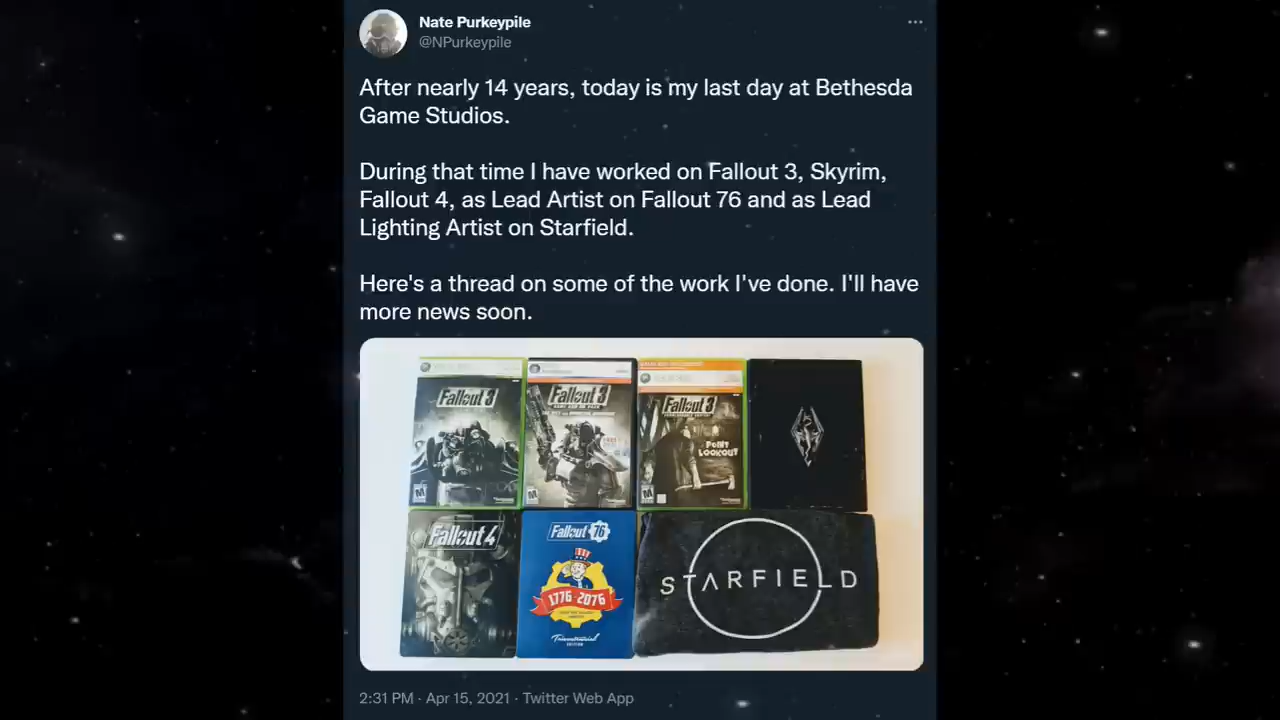 Nate Purkeypile
@NPurkeypile
After nearly 14 years, today is my last day at Bethesda
Game Studios.
During that time I have worked on Fallout 3, Skyrim,
Fallout 4, as Lead Artist on Fallout 76 and as Lead
Lighting Artist on Starfield.
Here's a thread on some of the work I've done. I'll have
more news soon.
Fallout 3
Fallout 3
Fallout 3
POINT
LOOKOUT
Fallout 4
Fallout 76
1776-2076
Tricentennial
EDITION
STARFIELD
2:31 PM · Apr 15, 2021 · Twitter Web App